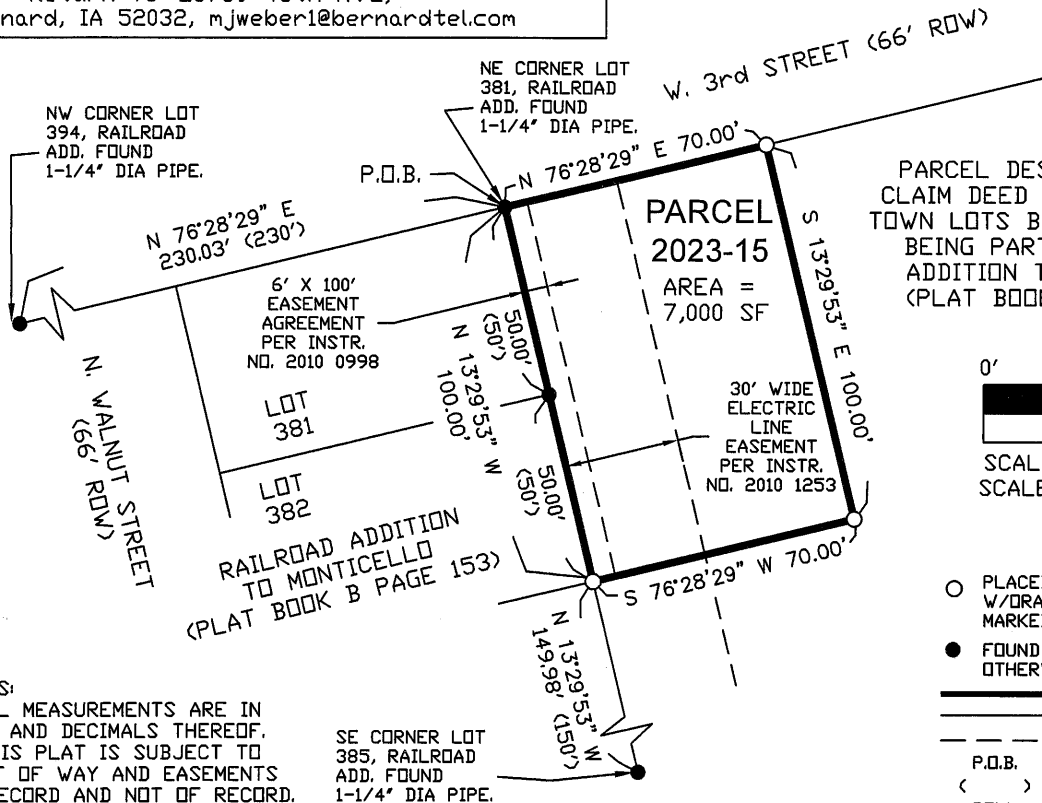 nard, IA 52032, mjweber1@bernardtel.com
NW CORNER LOT
394, RAILROAD
ADD. FOUND
1-1/4" DIA PIPE.
NE CORNER LOT
381, RAILROAD
ADD. FOUND
1-1/4" DIA PIPE.
W. 3rd STREET (66' ROW)
P.O.B.
N 76°28'29" E 70.00'
N 76°28'29" E
230.03' (230')
PARCEL
2023-15
AREA =
7,000 SF
S 13°29'53" E 100.00'
PARCEL DES
CLAIM DEED
TOWN LOTS B
BEING PART
ADDITION T
(PLAT BOOK
6' X 100'
EASEMENT
AGREEMENT
PER INSTR.
NO. 2010 0998
50.00'
(50')
N 13°29'53" W
100.00'
50.00'
(50')
30' WIDE
ELECTRIC
LINE
EASEMENT
PER INSTR.
NO. 2010 1253
0'
SCAL
SCALE
N. WALNUT STREET
(66' ROW)
LOT
381
LOT
382
RAILROAD ADDITION
TO MONTICELLO
(PLAT BOOK B PAGE 153)
S 76°28'29" W 70.00'
N 13°29'53" W
149.98' (150')
PLACE
W/ORA
MARKE
FOUND
OTHER
P.O.B.
( )
S:
L MEASUREMENTS ARE IN
AND DECIMALS THEREOF.
IS PLAT IS SUBJECT TO
T OF WAY AND EASEMENTS
ECORD AND NOT OF RECORD.
SE CORNER LOT
385, RAILROAD
ADD. FOUND
1-1/4" DIA PIPE.